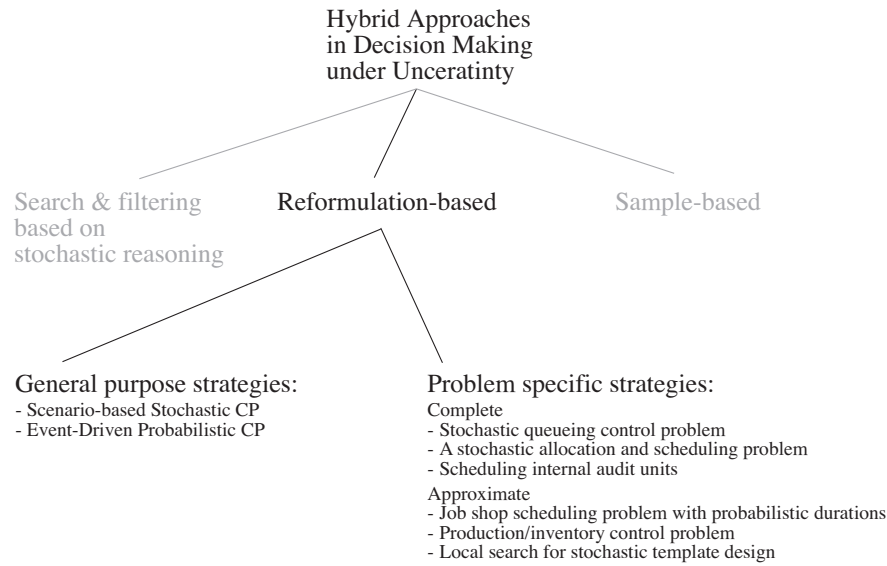 Hybrid Approaches
in Decision Making
under Unceratinty
Search & filtering
based on
stochastic reasoning
Reformulation-based
Sample-based
General purpose strategies:
- Scenario-based Stochastic CP
- Event-Driven Probabilistic CP
Problem specific strategies:
Complete
- Stochastic queueing control problem
- A stochastic allocation and scheduling problem
- Scheduling internal audit units
Approximate
- Job shop scheduling problem with probabilistic durations
- Production/inventory control problem
- Local search for stochastic template design